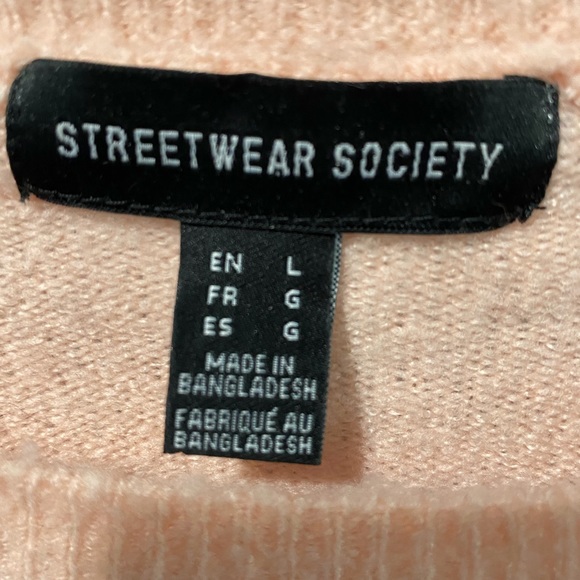 STREETWEAR SOCIETY
EN L
FR G
ES G
MADE IN
BANGLADESH
FABRIQUÉ AU
BANGLADESH